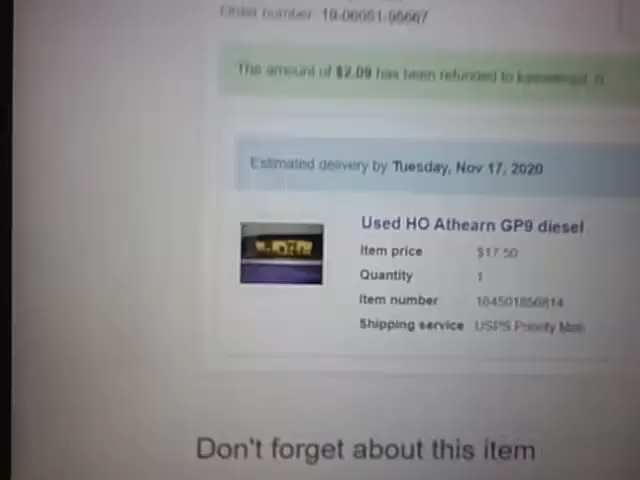 Order number: 19-06051-95667
The amount of $2.09 has been refunded to
Estimated delivery by Tuesday, Nov 17, 2020
Used HO Athearn GP9 diesel
Item price $17.50
Quantity 1
Item number
Shipping service USPS Priority Mail
Don't forget about this item